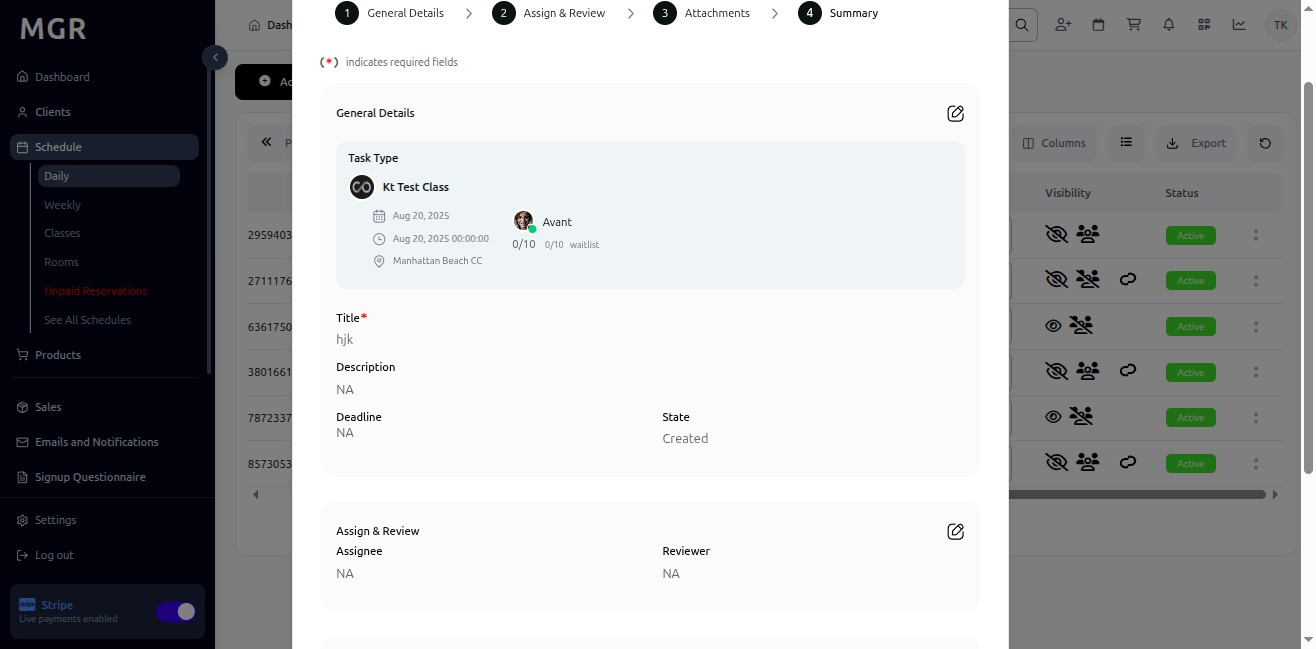 MGR
Dashboard
Clients
Schedule
Daily
Weekly
Classes
Rooms
Unpaid Reservations
See All Schedules
Products
Sales
Emails and Notifications
Signup Questionnaire
Settings
Log out
Stripe
Live payments enabled
1 General Details 2 Assign & Review 3 Attachments 4 Summary
TK
(*) indicates required fields
General Details
Task Type
Kt Test Class
Aug 20, 2025
Aug 20, 2025 00:00:00
Manhattan Beach CC
Avant
0/10 0/10 waitlist
Title*
hjk
Description
NA
Deadline
NA
State
Created
Assign & Review
Assignee
NA
Reviewer
NA
Columns
Export
Visibility Status
2959403 Active
2711176 Active
6361750 Active
3801661 Active
7872337 Active
8573053 Active